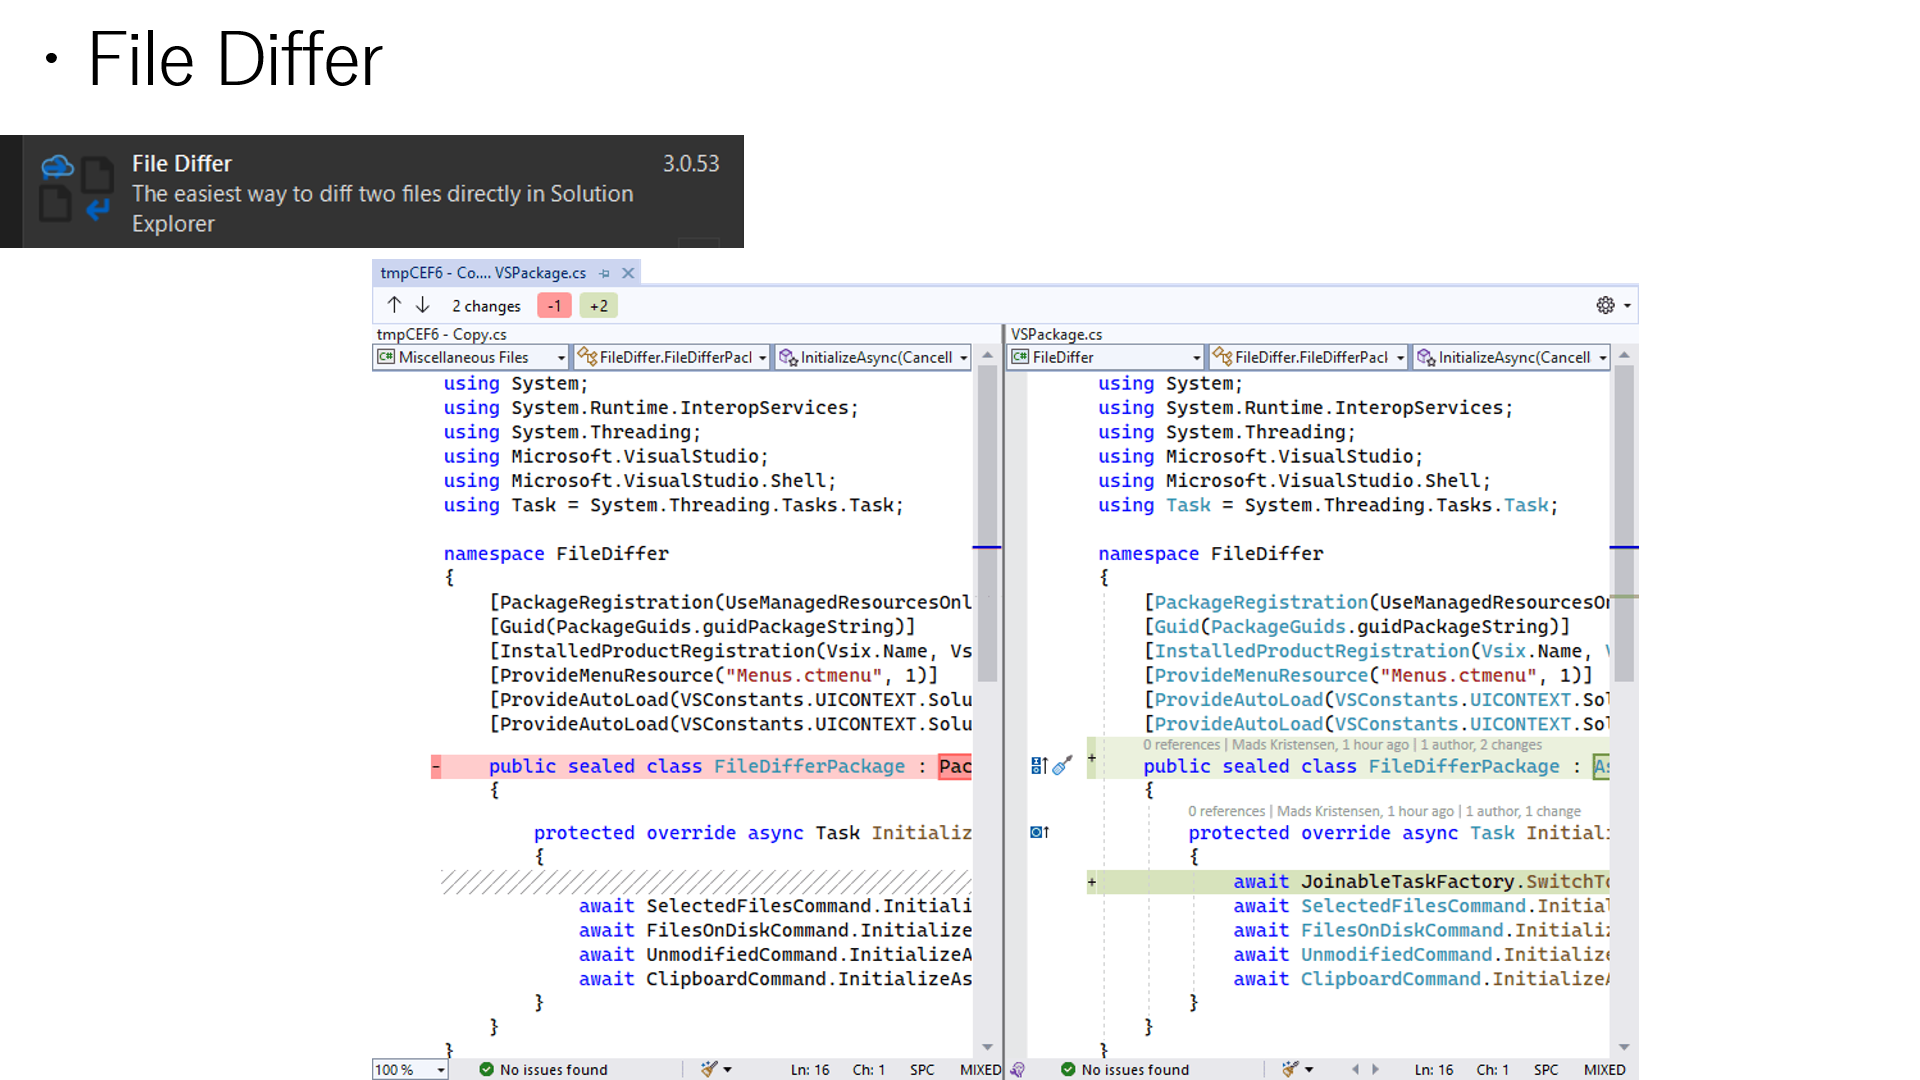 ・File Differ
File Differ 3.0.53
The easiest way to diff two files directly in Solution
Explorer
tmpCEF6 - Co.... VSPackage.cs
2 changes -1 +2
tmpCEF6 - Copy.cs
Miscellaneous Files FileDiffer.FileDifferPacl InitializeAsync(Cancell
using System;
using System.Runtime.InteropServices;
using System.Threading;
using Microsoft.VisualStudio;
using Microsoft.VisualStudio.Shell;
using Task = System.Threading.Tasks.Task;
namespace FileDiffer
{
[PackageRegistration(UseManagedResourcesOnl
[Guid(PackageGuids.guidPackageString)]
[InstalledProductRegistration(Vsix.Name, Vs
[ProvideMenuResource("Menus.ctmenu", 1)]
[ProvideAutoLoad(VSConstants.UICONTEXT.Solu
[ProvideAutoLoad(VSConstants.UICONTEXT.Solu
- public sealed class FileDifferPackage : Pac
{
protected override async Task Initializ
{
await SelectedFilesCommand.Initiali
await FilesOnDiskCommand.Initialize
await UnmodifiedCommand.InitializeA
await ClipboardCommand.InitializeAs
}
}
}
100 % No issues found Ln: 16 Ch: 1 SPC MIXED
VSPackage.cs
C# FileDiffer FileDiffer.FileDifferPack InitializeAsync(Cancell
using System;
using System.Runtime.InteropServices;
using System.Threading;
using Microsoft.VisualStudio;
using Microsoft.VisualStudio.Shell;
using Task = System.Threading.Tasks.Task;
namespace FileDiffer
{
[PackageRegistration(UseManagedResourcesOn
[Guid(PackageGuids.guidPackageString)]
[InstalledProductRegistration(Vsix.Name, V
[ProvideMenuResource("Menus.ctmenu", 1)]
[ProvideAutoLoad(VSConstants.UICONTEXT.Sol
[ProvideAutoLoad(VSConstants.UICONTEXT.Sol
0 references | Mads Kristensen, 1 hour ago | 1 author, 2 changes
+ public sealed class FileDifferPackage : As
{
0 references | Mads Kristensen, 1 hour ago | 1 author, 1 change
protected override async Task Initiali
{
+ await JoinableTaskFactory.SwitchTo
await SelectedFilesCommand.Initial
await FilesOnDiskCommand.Initializ
await UnmodifiedCommand.Initialize
await ClipboardCommand.InitializeA
}
}
}
No issues found Ln: 16 Ch: 1 SPC MIXED